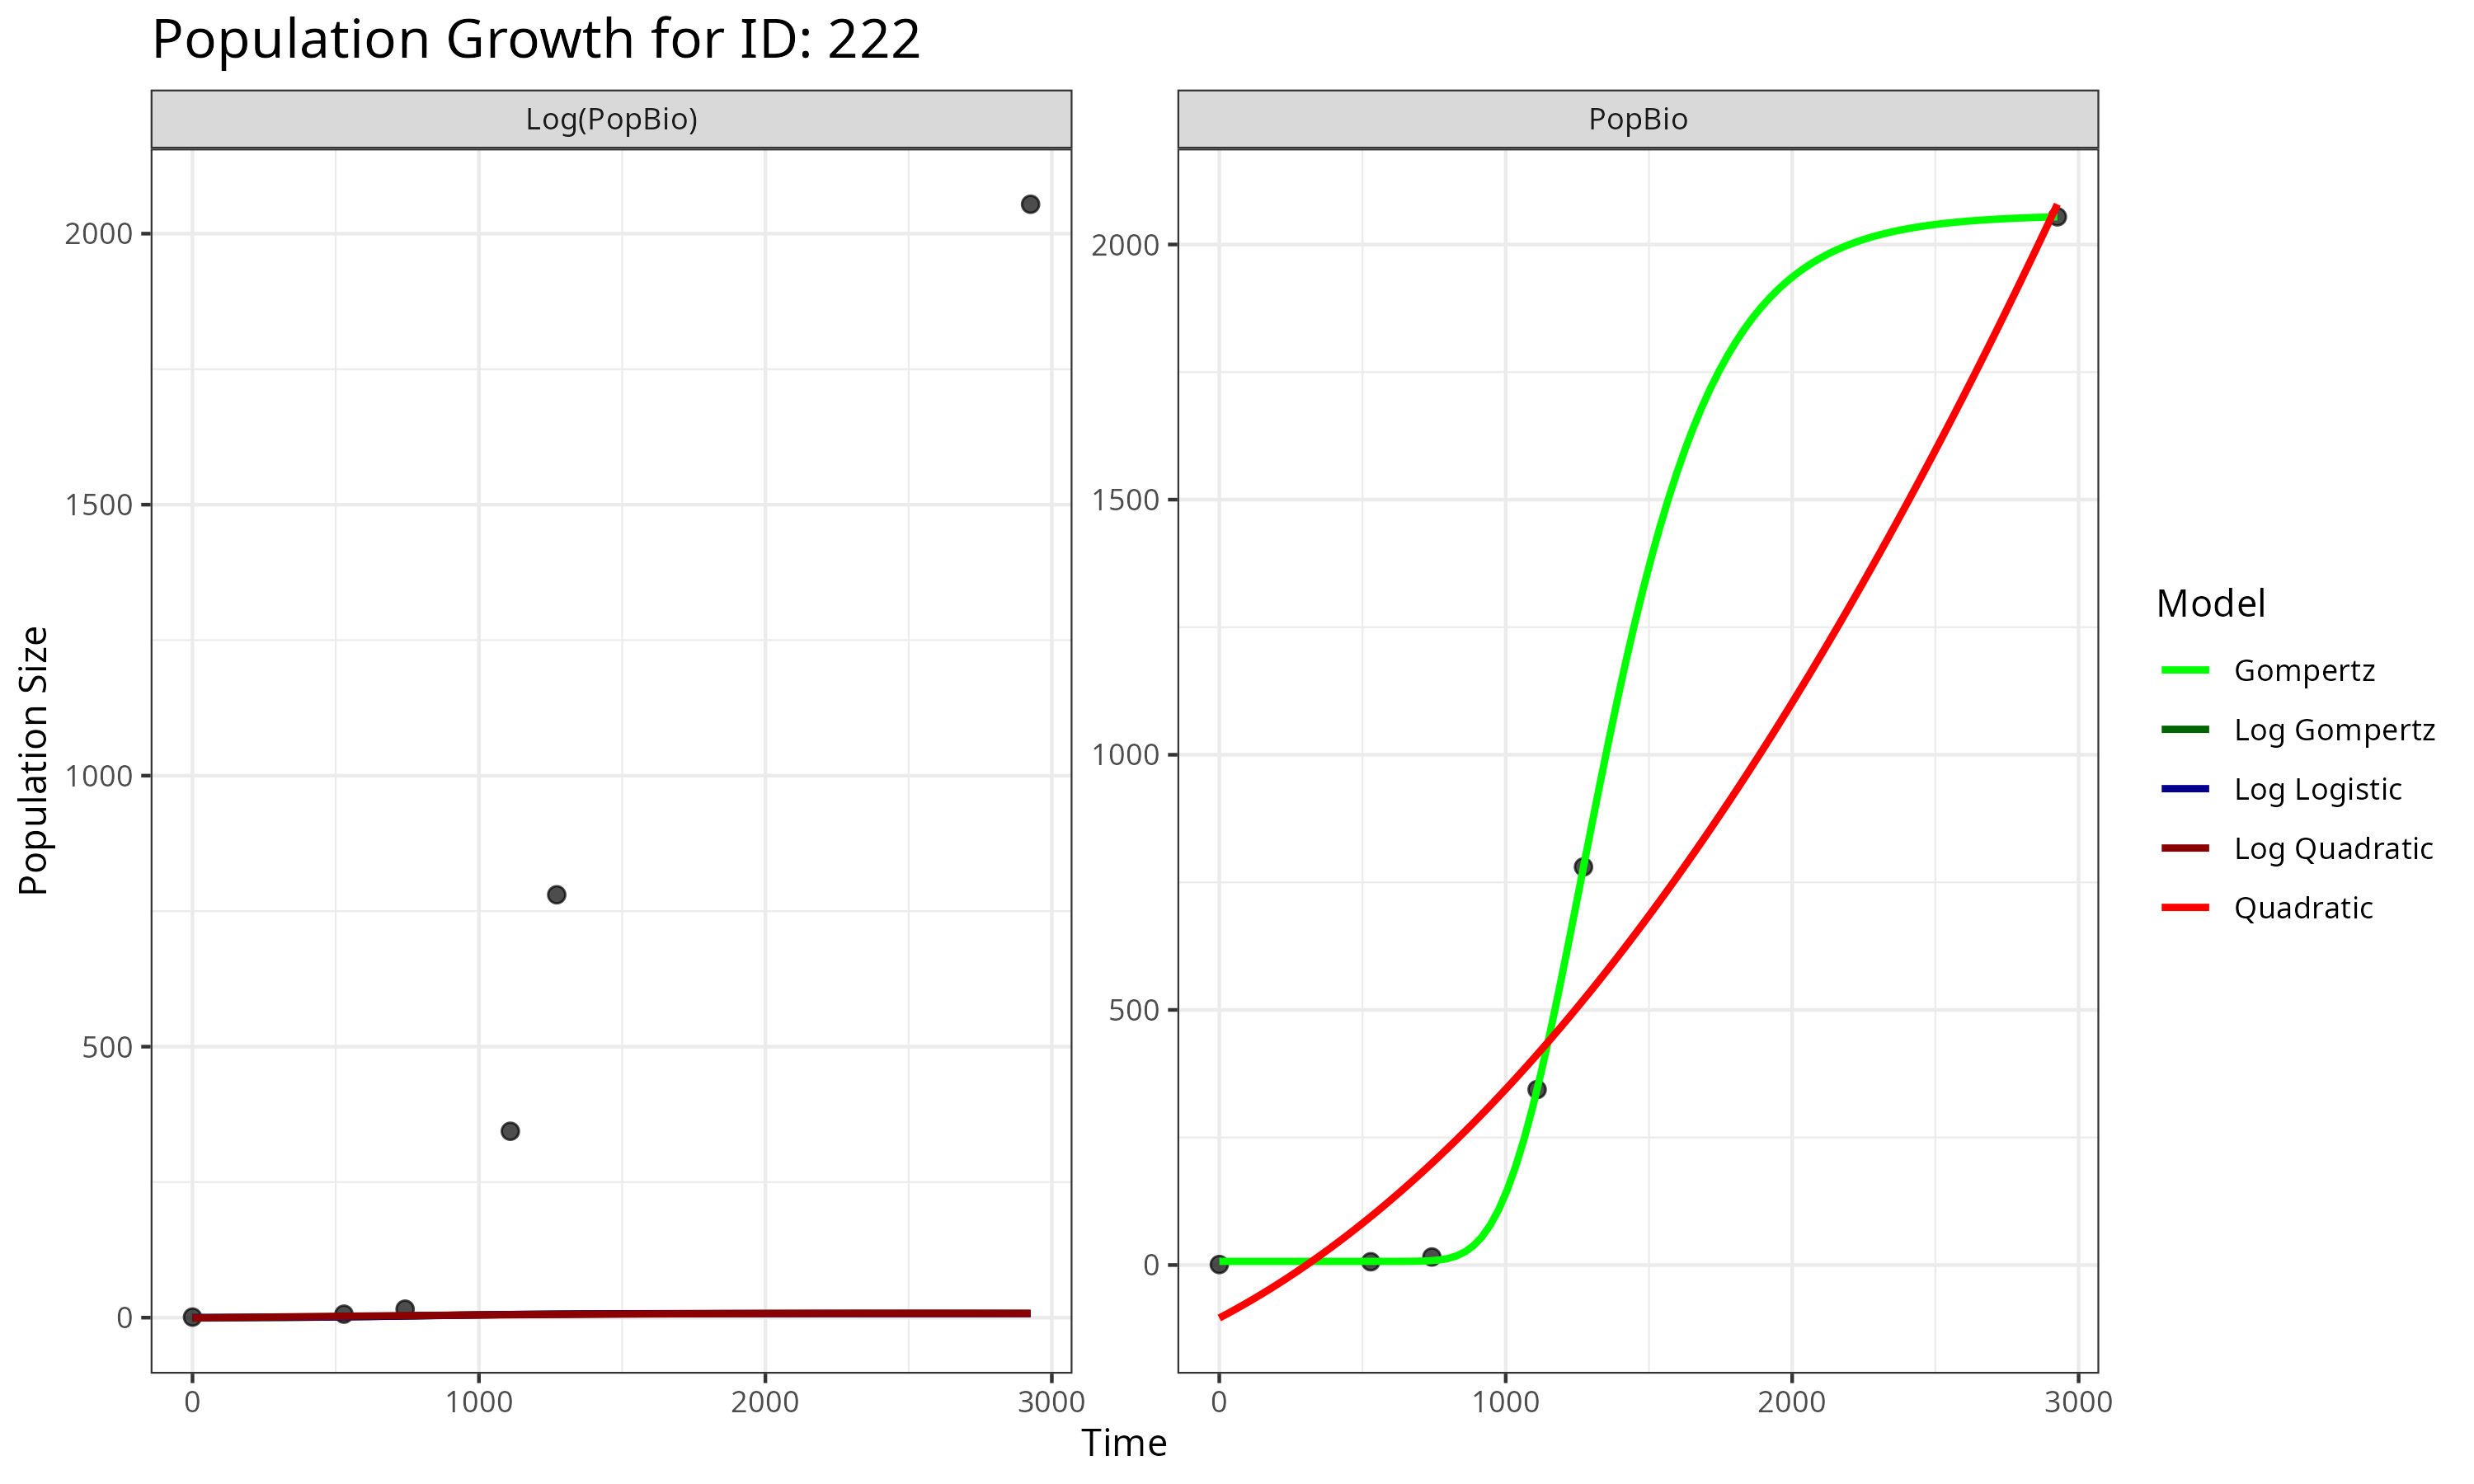 Population Growth for ID: 222
Log(PopBio)
PopBio
Population Size
2000
1500
1000
500
0
2000
1500
1000
500
0
0 1000 2000 3000
0 1000 2000 3000
Time
Model
Gompertz
Log Gompertz
Log Logistic
Log Quadratic
Quadratic